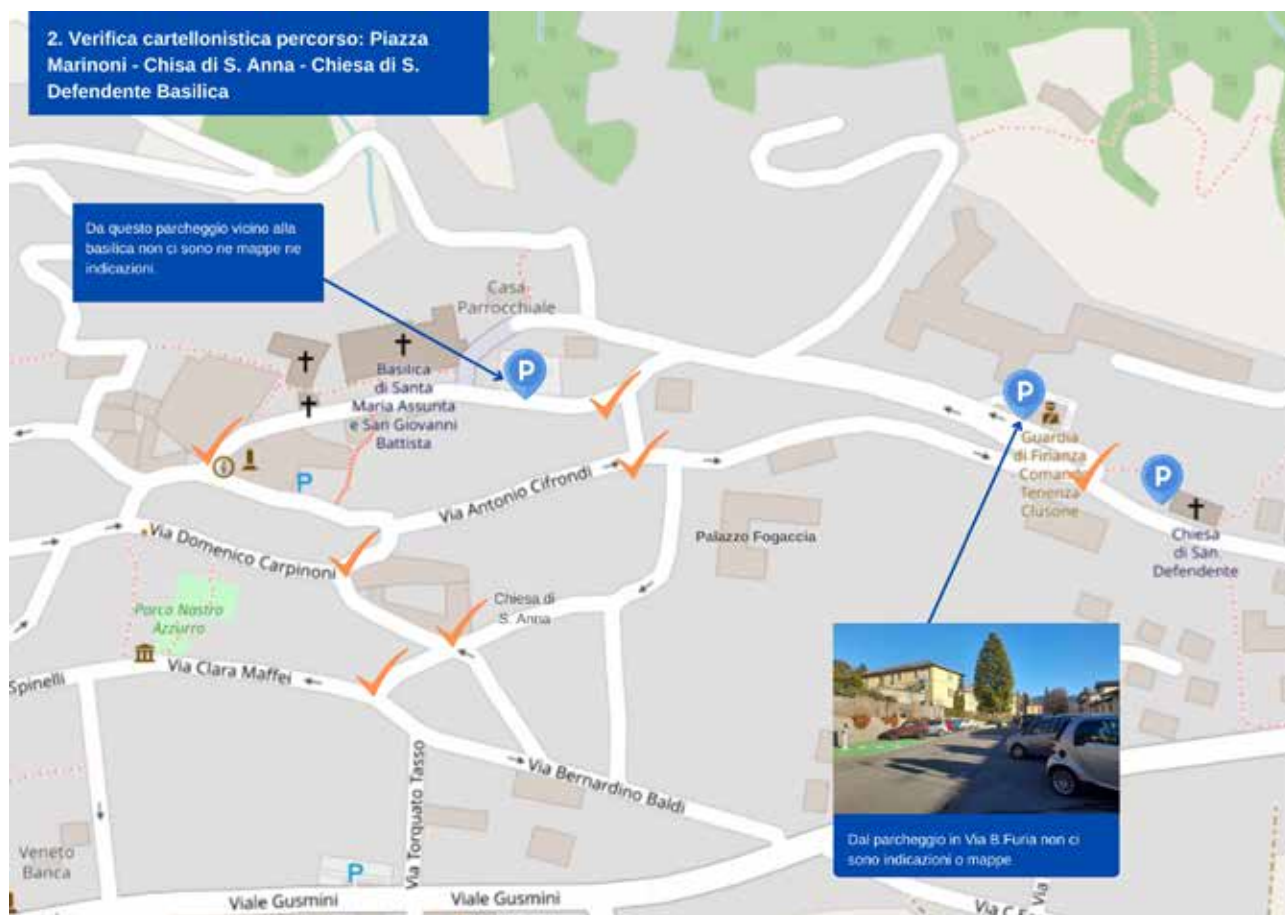 2. Verifica cartellonistica percorso: Piazza
Marinoni - Chisa di S. Anna - Chiesa di S.
Defendente Basilica
Da questo parcheggio vicino alla
basilica non ci sono ne mappe ne
indicazioni.
Casa
Parrocchiale
P
Basilica
di Santa
Maria Assunta
e San Giovanni
Battista
P
Guardia
di Finanza
Comando
Tenenza
Clusone
P
Chiesa
di San
Defendente
P
Via Antonio Cifrondi
Palazzo Fogaccia
Via Domenico Carpinoni
Parco Nastro
Azzurro
Chiesa di
S. Anna
Spinelli
Via Clara Maffei
Via Torquato Tasso
Via Bernardino Baldi
Dal parcheggio in Via B.Furia non ci
sono indicazioni o mappe.
Veneto
Banca
P
Viale Gusmini
Viale Gusmini
Via